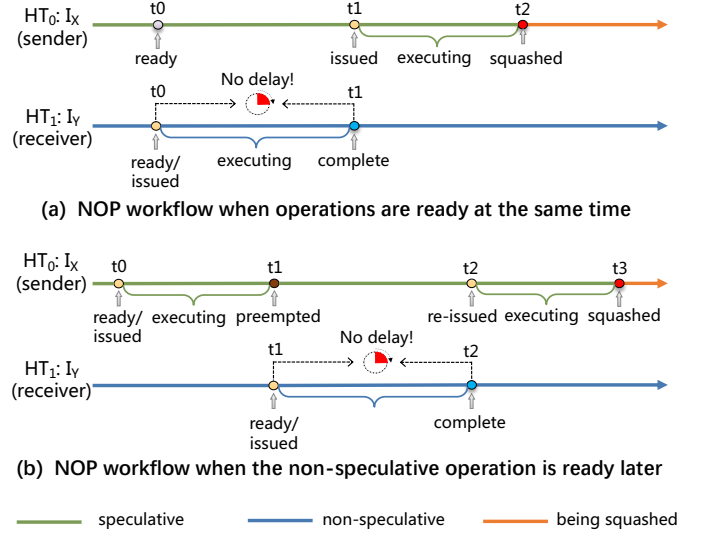 HT₀: Iₓ
(sender)
t0
t1
t2
ready
issued
executing
squashed
No delay!
t0
t1
HT₁: Iᵧ
(receiver)
ready/
issued
executing
complete
(a) NOP workflow when operations are ready at the same time
HT₀: Iₓ
(sender)
t0
t1
t2
t3
ready/
issued
executing
preempted
re-issued
executing
squashed
No delay!
t1
t2
HT₁: Iᵧ
(receiver)
ready/
issued
complete
(b) NOP workflow when the non-speculative operation is ready later
speculative
non-speculative
being squashed